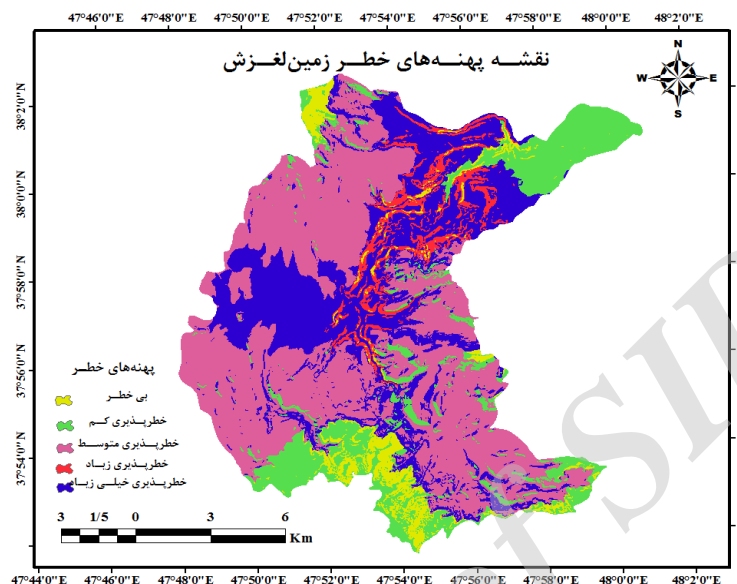 47°46'0"E 47°48'0"E 47°50'0"E 47°52'0"E 47°54'0"E 47°56'0"E 47°58'0"E 48°0'0"E 48°2'0"E
نقشه پهنه‌های خطر زمین‌لغزش
N
W E
S
38°2'0"N
38°0'0"N
37°58'0"N
37°56'0"N
37°54'0"N
پهنه‌های خطر
بی خطر
خطرپذیری کم
خطرپذیری متوسط
خطرپذیری زیاد
خطرپذیری خیلی زیاد
3 1/5 0 3 6
Km
47°44'0"E 47°46'0"E 47°48'0"E 47°50'0"E 47°52'0"E 47°54'0"E 47°56'0"E 47°58'0"E 48°0'0"E
of SID